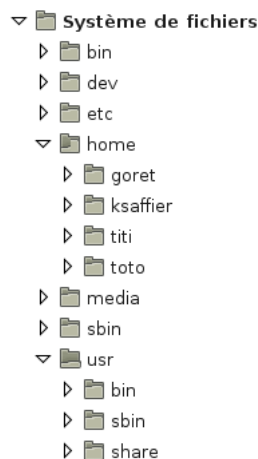 Système de fichiers
bin
dev
etc
home
goret
ksaffier
titi
toto
media
sbin
usr
bin
sbin
share